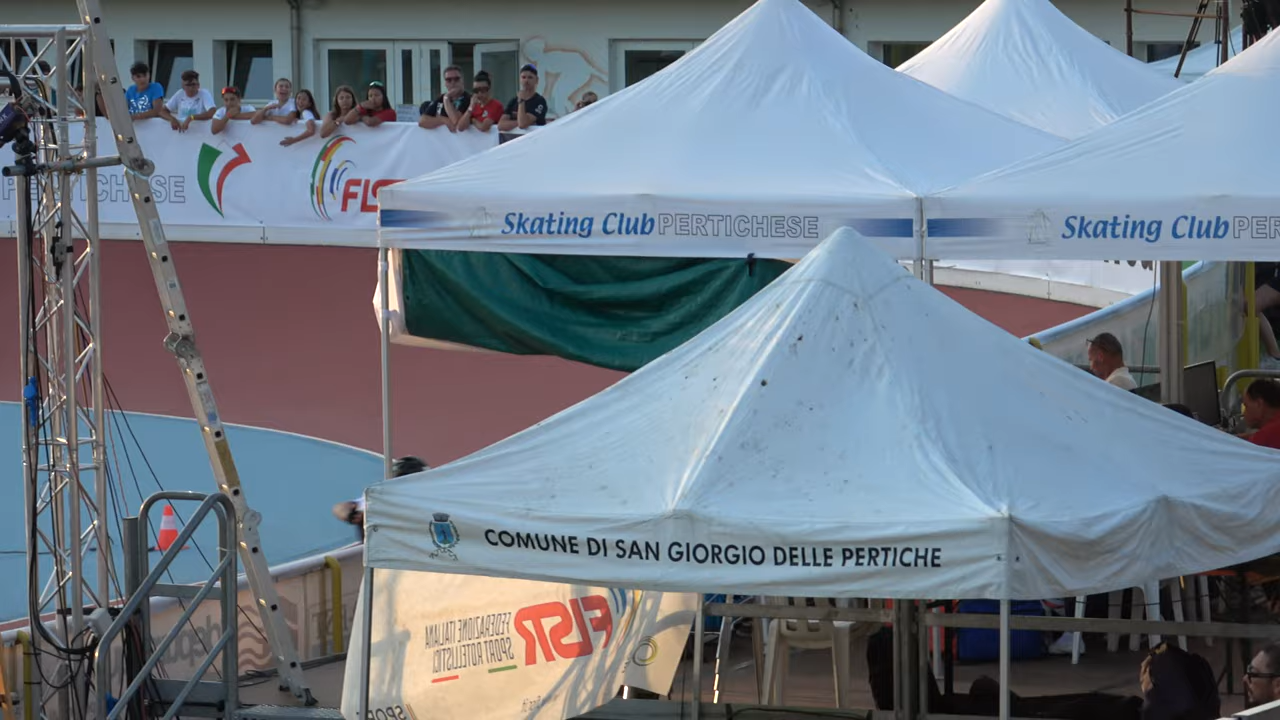 PERTICHESE
FISR
Skating Club PERTICHESE
Skating Club PER
COMUNE DI SAN GIORGIO DELLE PERTICHE
FISR
FEDERAZIONE ITALIANA
SPORT ROTELLISTICI